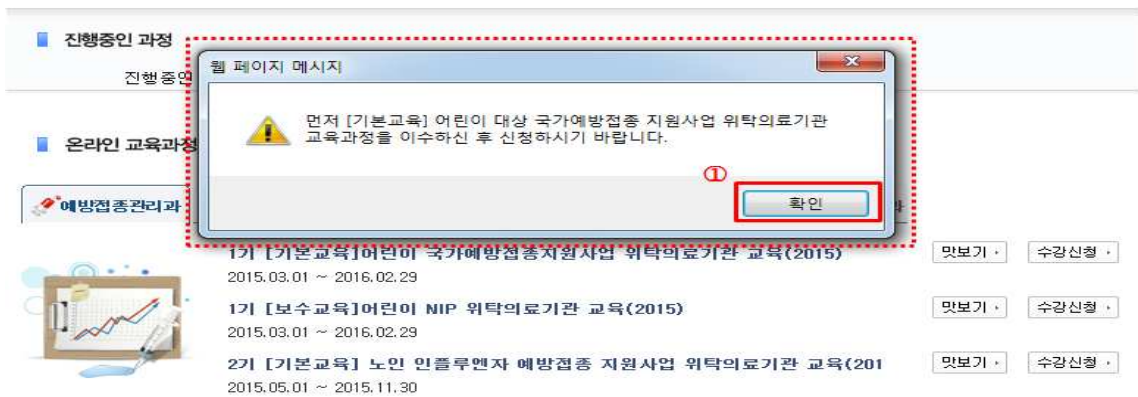 진행중인 과정
웹 페이지 메시지
진행중인
먼저 [기본교육] 어린이 대상 국가예방접종 지원사업 위탁의료기관
교육과정을 이수하신 후 신청하시기 바랍니다.
온라인 교육과정
①
확인
예방접종관리과
1기 [기본교육]어린이 국가예방접종지원사업 위탁의료기관 교육(2015)
맛보기
수강신청
2015.03.01 ~ 2016.02.29
1기 [보수교육]어린이 NIP 위탁의료기관 교육(2015)
맛보기
수강신청
2015.03.01 ~ 2016.02.29
2기 [기본교육] 노인 인플루엔자 예방접종 지원사업 위탁의료기관 교육(201
맛보기
수강신청
2015.05.01 ~ 2015.11.30